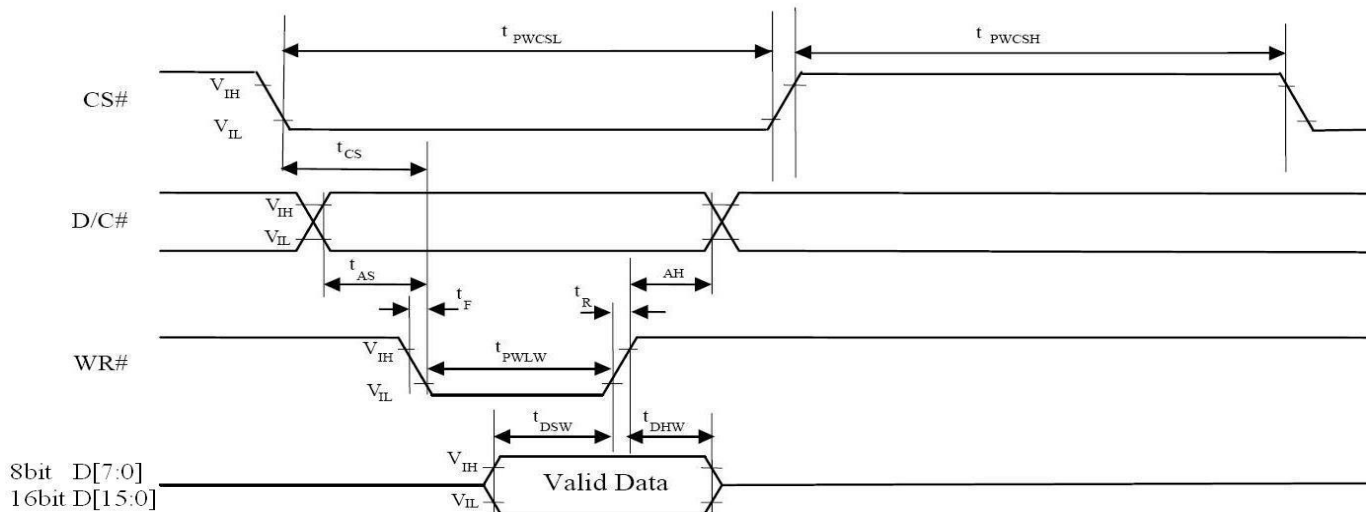 t PWCSL
t PWCSH
CS#
V IH
V IL
t CS
D/C#
V IH
V IL
t AS
AH
t F
t R
WR#
V IH
V IL
t PWLW
t DSW
t DHW
8bit D[7:0]
16bit D[15:0]
V IH
V IL
Valid Data